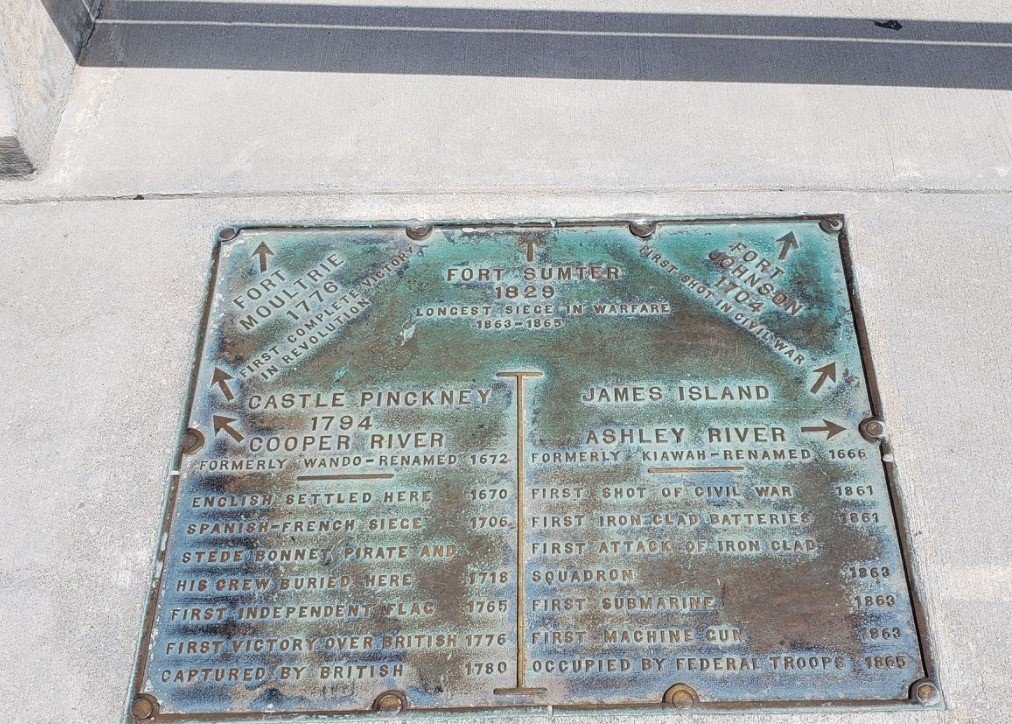 FORT
MOULTRIE
1776
FIRST COMPLETE VICTORY
IN REVOLUTION
FORT SUMTER
1829
LONGEST SIEGE IN WARFARE
1863-1865
FORT
JOHNSON
1704
FIRST SHOT IN CIVIL WAR
CASTLE PINCKNEY
1794
COOPER RIVER
FORMERLY WANDO-RENAMED 1672
ENGLISH SETTLED HERE 1670
SPANISH-FRENCH SIEGE 1706
STEDE BONNET PIRATE AND
HIS CREW BURIED HERE 1718
FIRST INDEPENDENT FLAG 1765
FIRST VICTORY OVER BRITISH 1776
CAPTURED BY BRITISH 1780
JAMES ISLAND
ASHLEY RIVER
FORMERLY KIAWAH-RENAMED 1666
FIRST SHOT OF CIVIL WAR 1861
FIRST IRON CLAD BATTERIES 1861
FIRST ATTACK OF IRON CLAD
SQUADRON 1863
FIRST SUBMARINE 1863
FIRST MACHINE GUN 1863
OCCUPIED BY FEDERAL TROOPS 1865